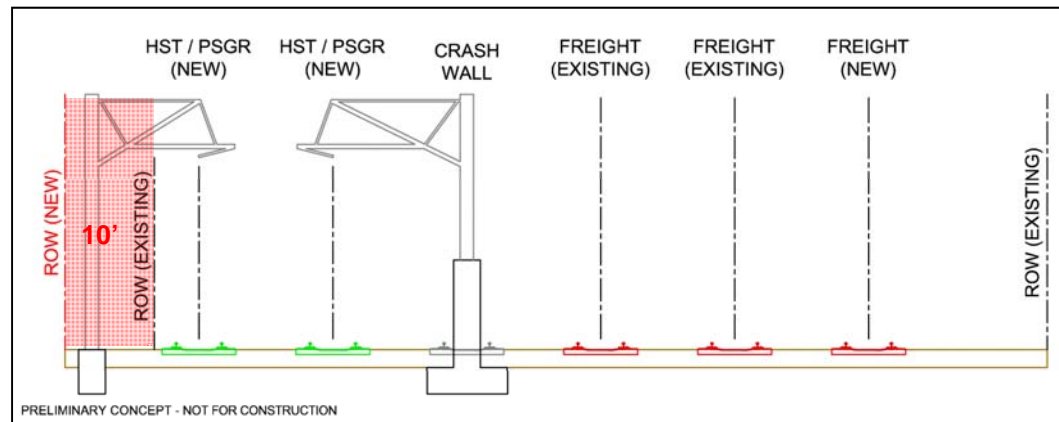 HST / PSGR
(NEW)
HST / PSGR
(NEW)
CRASH
WALL
FREIGHT
(EXISTING)
FREIGHT
(EXISTING)
FREIGHT
(NEW)
ROW (NEW)
10’
ROW (EXISTING)
ROW (EXISTING)
PRELIMINARY CONCEPT - NOT FOR CONSTRUCTION